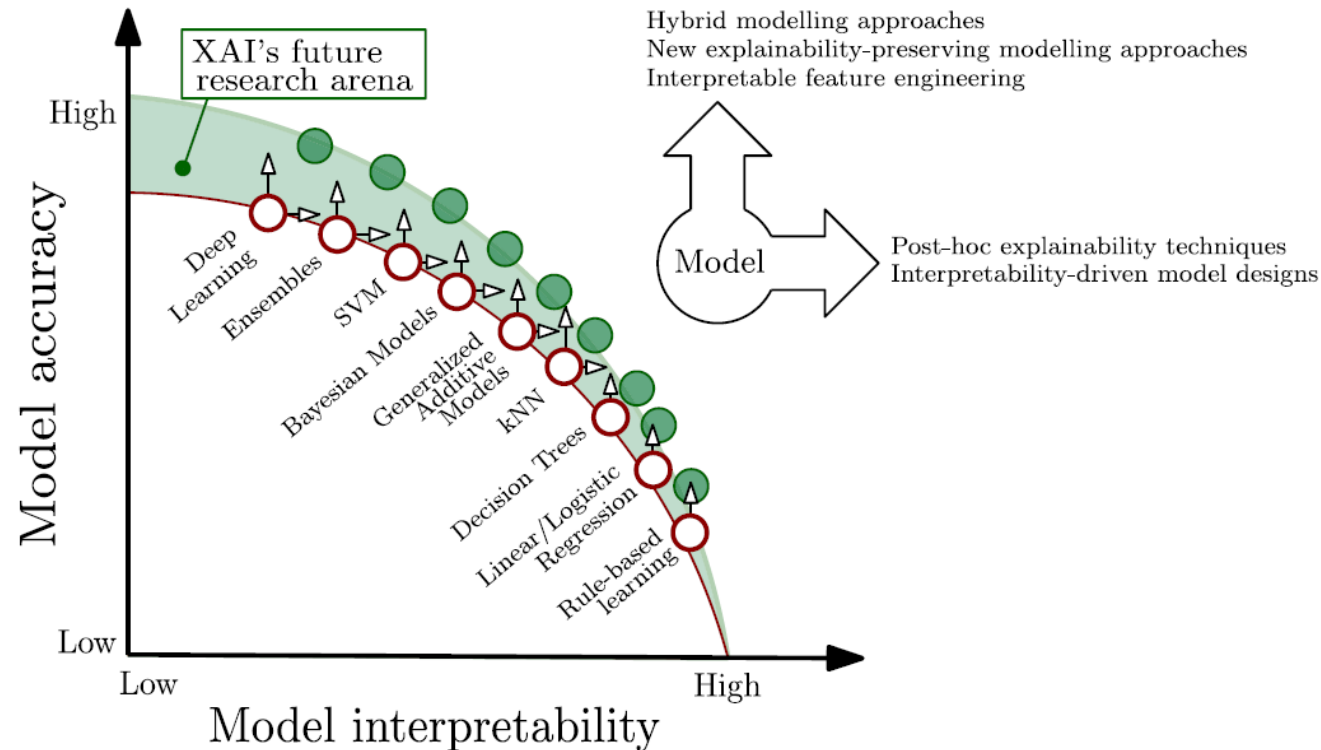 XAI's future
research arena
Hybrid modelling approaches
New explainability-preserving modelling approaches
Interpretable feature engineering
Model
Post-hoc explainability techniques
Interpretability-driven model designs
High
Model accuracy
Low
Deep
Learning
Ensembles
SVM
Bayesian Models
Generalized
Additive
Models
kNN
Decision Trees
Linear/Logistic
Regression
Rule-based
learning
Low
High
Model interpretability